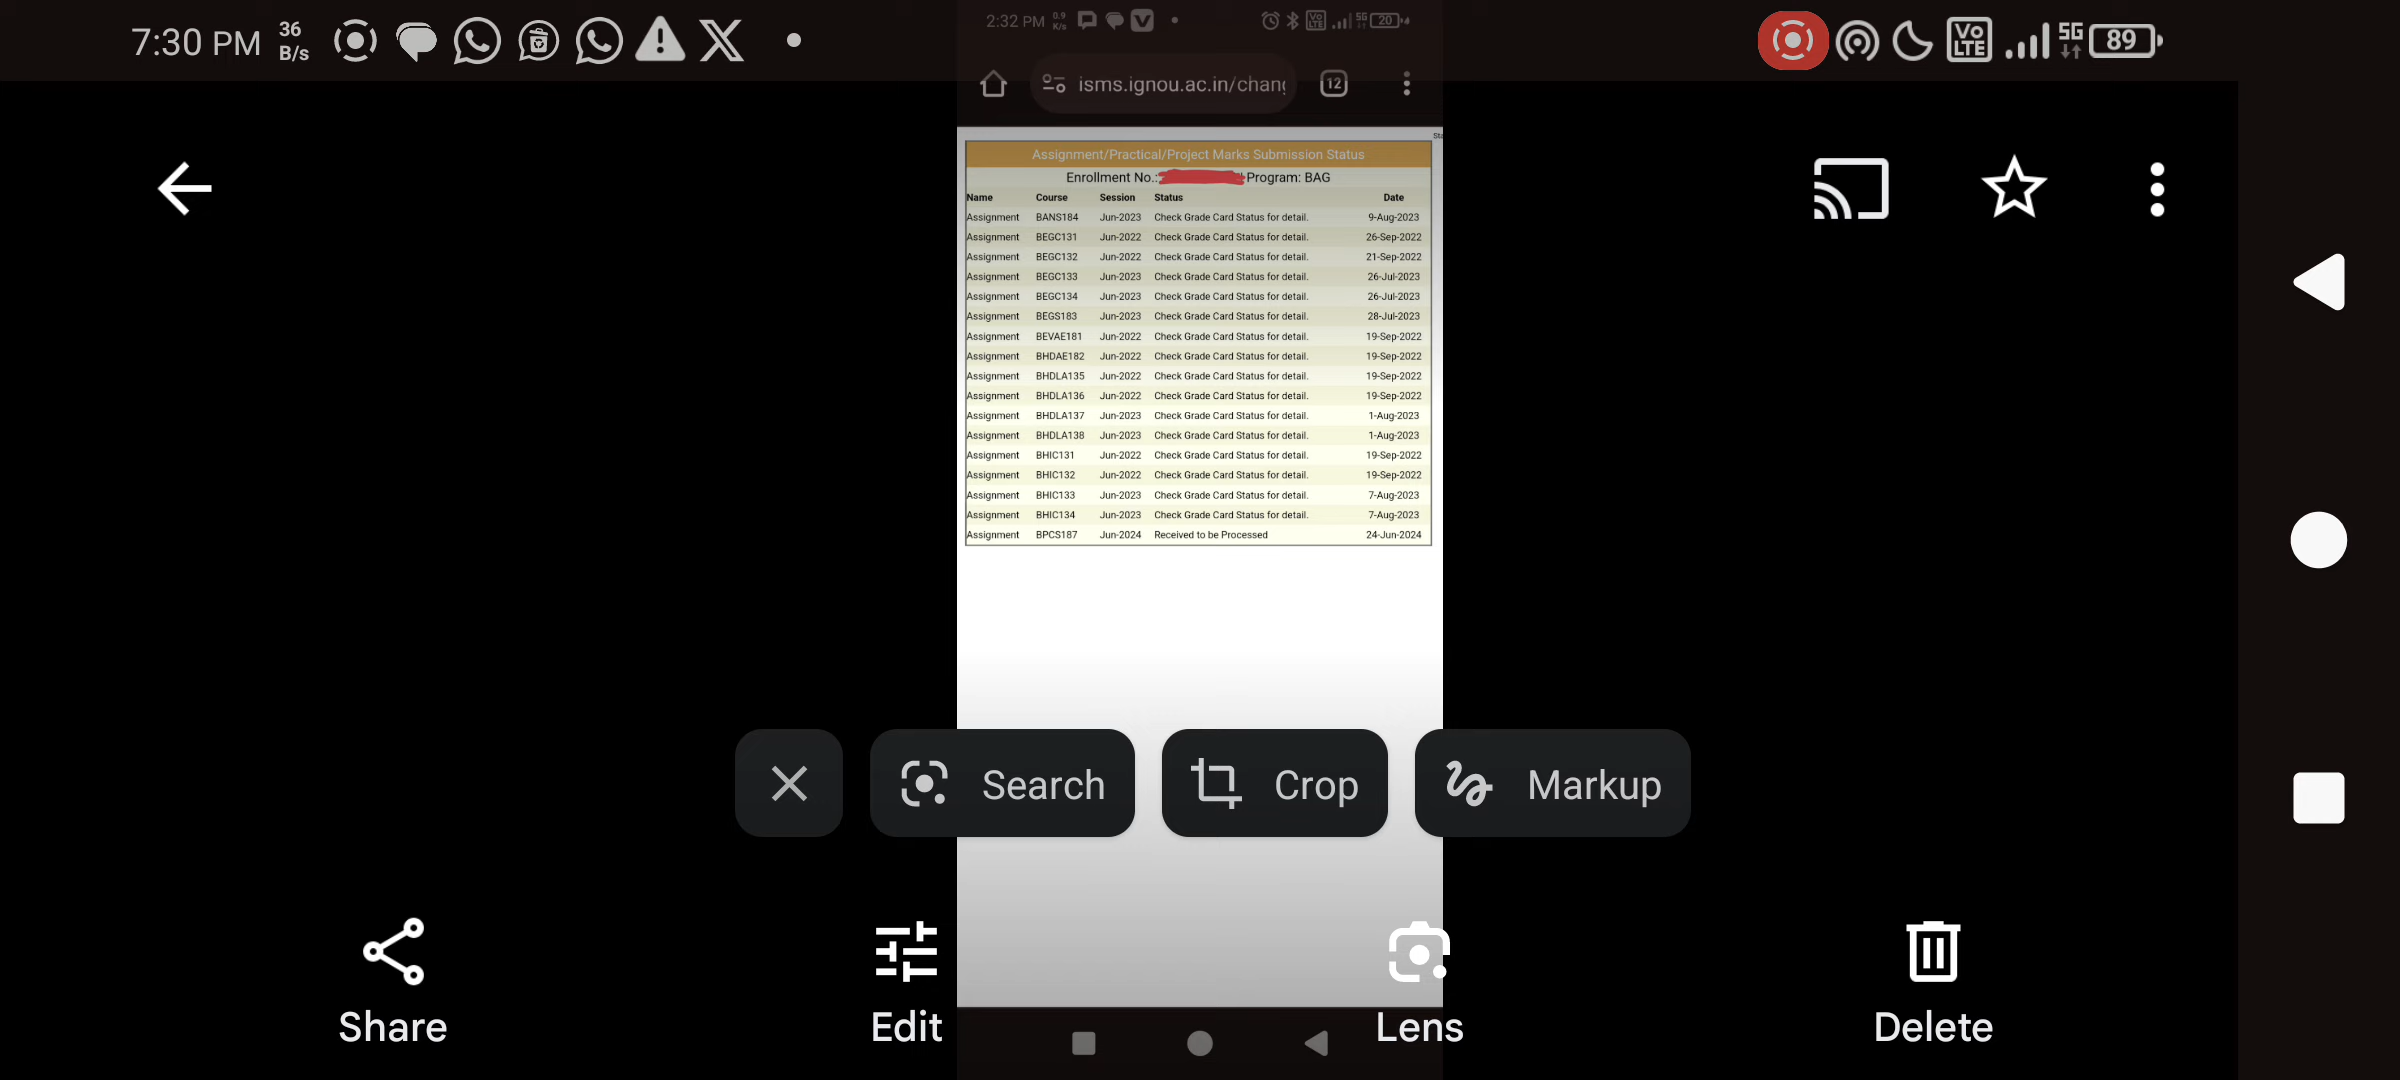 7:30 PM 36 B/s VoLTE 5G 89
2:32 PM 0.9 K/s VoLTE 5G 20
isms.ignou.ac.in/chang 12
Assignment/Practical/Project Marks Submission Status
Enrollment No.: Program: BAG
Name Course Session Status Date
Assignment BANS184 Jun-2023 Check Grade Card Status for detail. 9-Aug-2023
Assignment BEGC131 Jun-2022 Check Grade Card Status for detail. 26-Sep-2022
Assignment BEGC132 Jun-2022 Check Grade Card Status for detail. 21-Sep-2022
Assignment BEGC133 Jun-2023 Check Grade Card Status for detail. 26-Jul-2023
Assignment BEGC134 Jun-2023 Check Grade Card Status for detail. 26-Jul-2023
Assignment BEGS183 Jun-2023 Check Grade Card Status for detail. 28-Jul-2023
Assignment BEVAE181 Jun-2022 Check Grade Card Status for detail. 19-Sep-2022
Assignment BHDAE182 Jun-2022 Check Grade Card Status for detail. 19-Sep-2022
Assignment BHDLA135 Jun-2022 Check Grade Card Status for detail. 19-Sep-2022
Assignment BHDLA136 Jun-2022 Check Grade Card Status for detail. 19-Sep-2022
Assignment BHDLA137 Jun-2023 Check Grade Card Status for detail. 1-Aug-2023
Assignment BHDLA138 Jun-2023 Check Grade Card Status for detail. 1-Aug-2023
Assignment BHIC131 Jun-2022 Check Grade Card Status for detail. 19-Sep-2022
Assignment BHIC132 Jun-2022 Check Grade Card Status for detail. 19-Sep-2022
Assignment BHIC133 Jun-2023 Check Grade Card Status for detail. 7-Aug-2023
Assignment BHIC134 Jun-2023 Check Grade Card Status for detail. 7-Aug-2023
Assignment BPCS187 Jun-2024 Received to be Processed 24-Jun-2024
Search Crop Markup
Share Edit Lens Delete